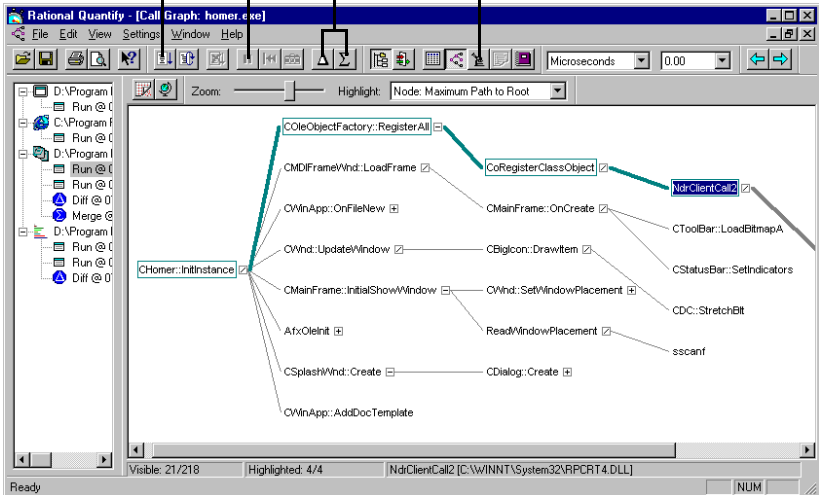 Rational Quantify - [Call Graph: homer.exe]
File Edit View Settings Window Help
Microseconds 0.00
Zoom: Highlight: Node: Maximum Path to Root
D:\Program
Run @
C:\Program
Run @
D:\Program
Run @
Run @
Diff @
Merge @
D:\Program
Run @
Run @
Diff @
COleObjectFactory::RegisterAll
CMDIFrameWnd::LoadFrame
CoRegisterClassObject
NdrClientCall2
CWinApp::OnFileNew
CMainFrame::OnCreate
CToolBar::LoadBitmapA
CWnd::UpdateWindow
CBigIcon::DrawItem
CHomer::InitInstance
CStatusBar::SetIndicators
CMainFrame::InitialShowWindow
CWnd::SetWindowPlacement
CDC::StretchBlt
AfxOleInit
ReadWindowPlacement
sscanf
CSplashWnd::Create
CDialog::Create
CWinApp::AddDocTemplate
Visible: 21/218 Highlighted: 4/4 NdrClientCall2 [C:\WINNT\System32\RPCRT4.DLL]
Ready NUM